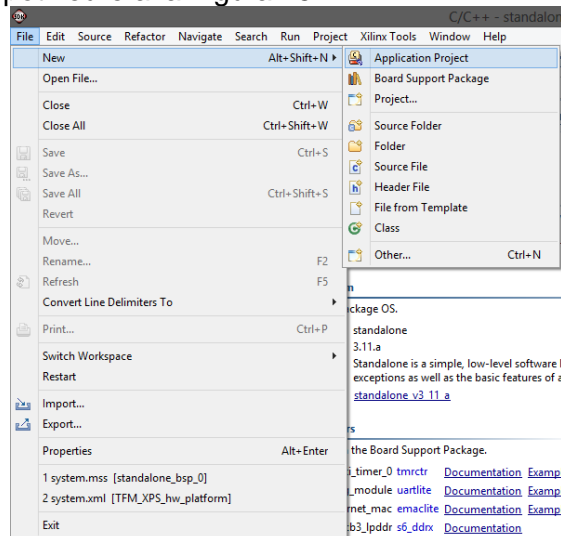 C/C++ - standalon
File Edit Source Refactor Navigate Search Run Project Xilinx Tools Window Help
New Alt+Shift+N
Open File...
Close Ctrl+W
Close All Ctrl+Shift+W
Save Ctrl+S
Save As...
Save All Ctrl+Shift+S
Revert
Move...
Rename... F2
Refresh F5
Convert Line Delimiters To
Print... Ctrl+P
Switch Workspace
Restart
Import...
Export...
Properties Alt+Enter
1 system.mss [standalone_bsp_0]
2 system.xml [TFM_XPS_hw_platform]
Exit
Application Project
Board Support Package
Project...
Source Folder
Folder
Source File
Header File
File from Template
Class
Other... Ctrl+N
ckage OS.
standalone
3.11.a
Standalone is a simple, low-level software
exceptions as well as the basic features of a
standalone_v3_11_a
rs
the Board Support Package.
i_timer_0 tmrctr Documentation Examp
_module uartlite Documentation Examp
rnet_mac emaclite Documentation Examp
b3_lpddr s6_ddrx Documentation